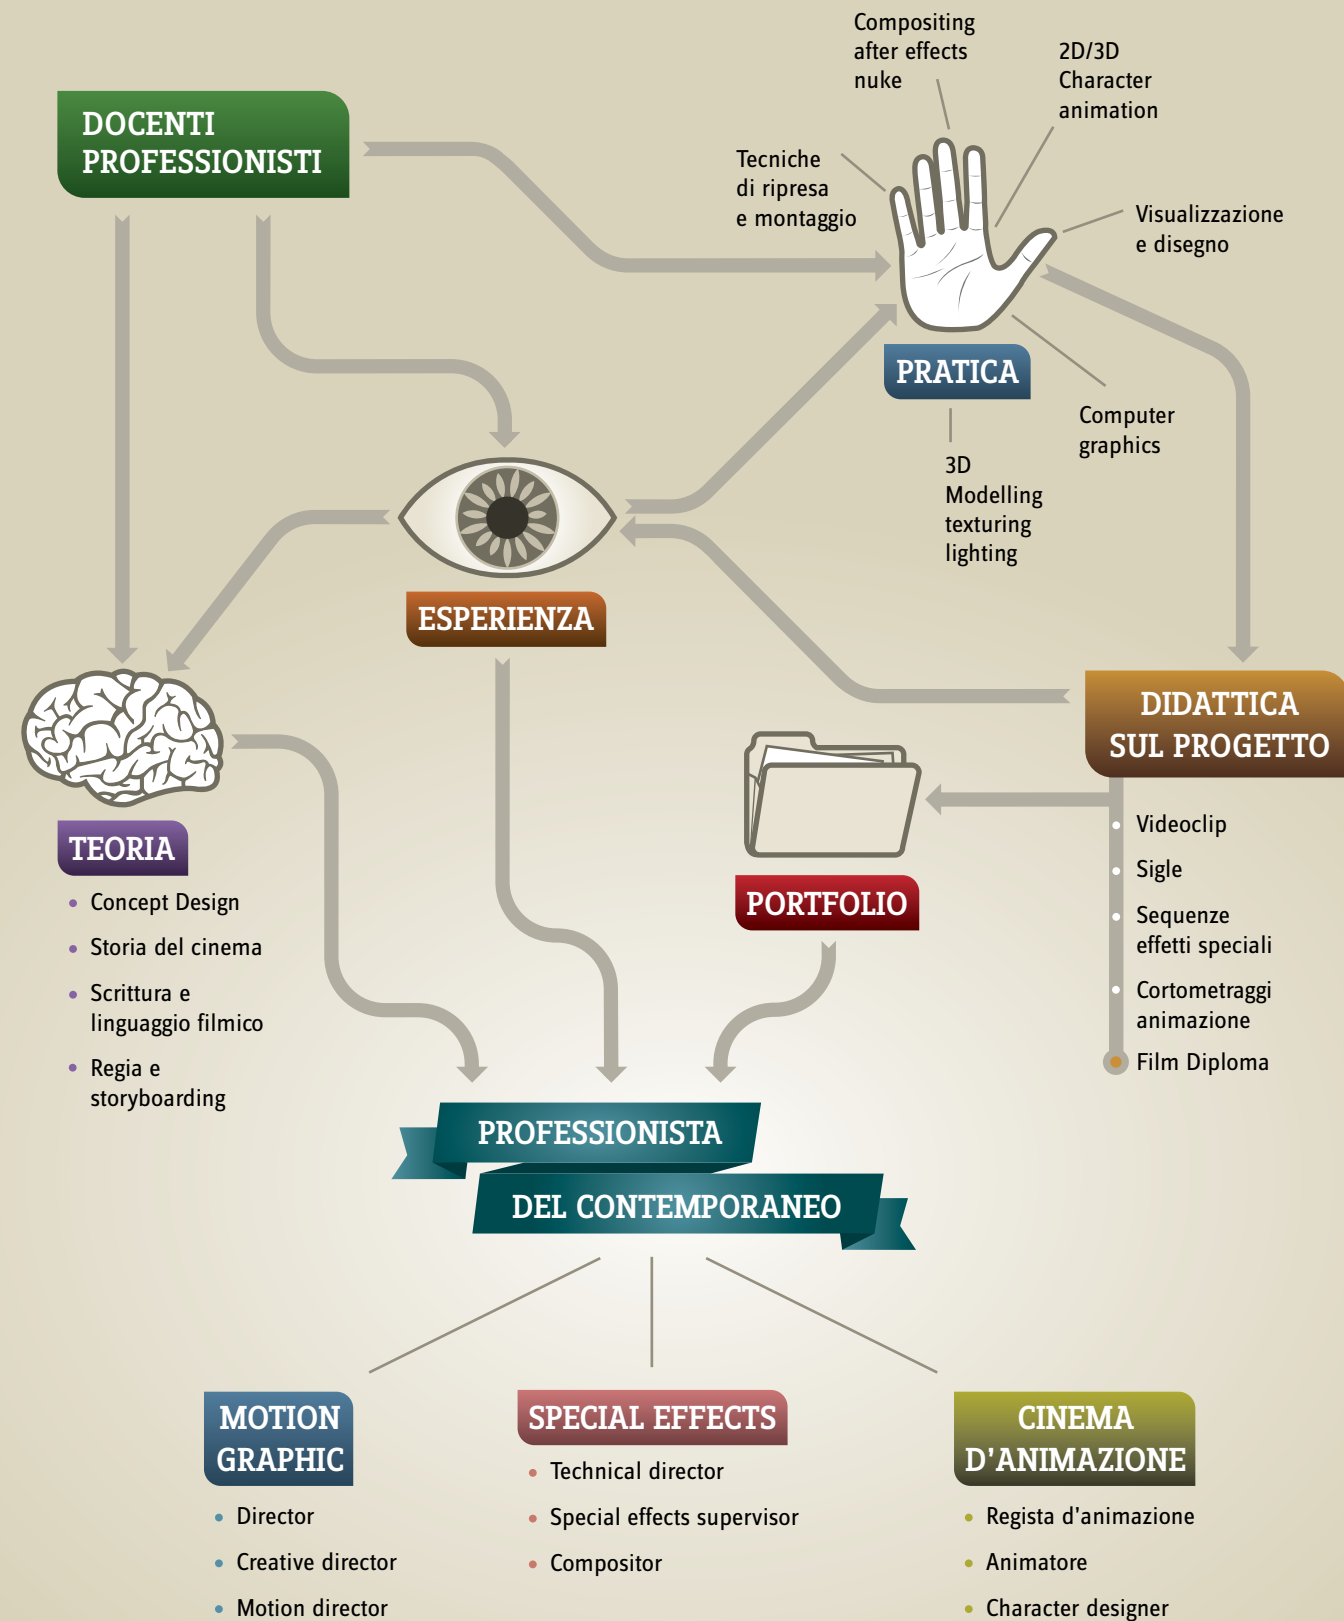 DOCENTI
PROFESSIONISTI
Compositing
after effects
nuke
2D/3D
Character
animation
Tecniche
di ripresa
e montaggio
Visualizzazione
e disegno
PRATICA
Computer
graphics
3D
Modelling
texturing
lighting
ESPERIENZA
DIDATTICA
SUL PROGETTO
Videoclip
Sigle
Sequenze
effetti speciali
Cortometraggi
animazione
Film Diploma
TEORIA
Concept Design
Storia del cinema
Scrittura e
linguaggio filmico
Regia e
storyboarding
PORTFOLIO
PROFESSIONISTA
DEL CONTEMPORANEO
MOTION
GRAPHIC
Director
Creative director
Motion director
SPECIAL EFFECTS
Technical director
Special effects supervisor
Compositor
CINEMA
D'ANIMAZIONE
Regista d'animazione
Animatore
Character designer